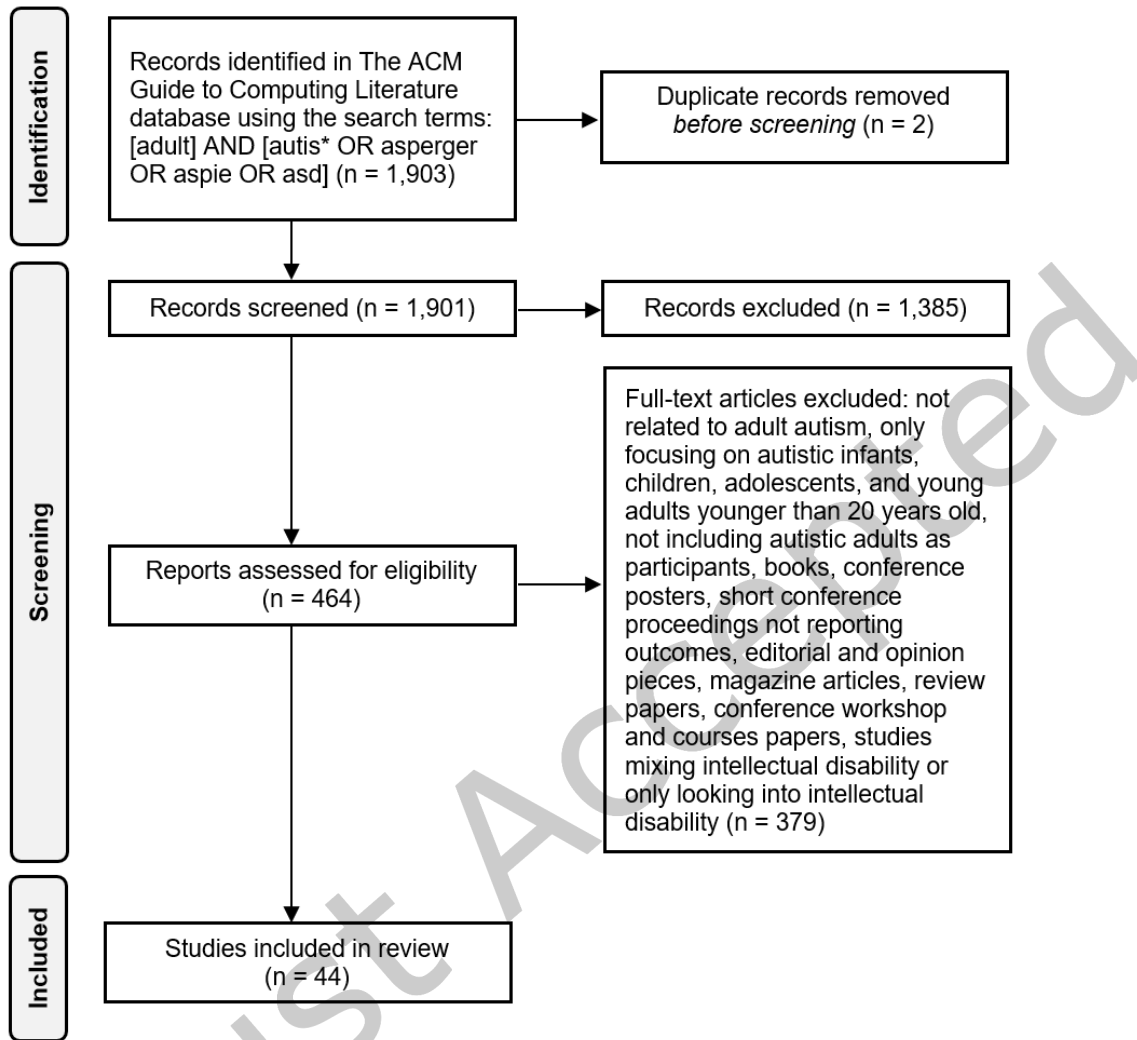 Identification
Records identified in The ACM
Guide to Computing Literature
database using the search terms:
[adult] AND [autis* OR asperger
OR aspie OR asd] (n = 1,903)
Duplicate records removed
before screening (n = 2)
Screening
Records screened (n = 1,901)
Records excluded (n = 1,385)
Reports assessed for eligibility
(n = 464)
Full-text articles excluded: not
related to adult autism, only
focusing on autistic infants,
children, adolescents, and young
adults younger than 20 years old,
not including autistic adults as
participants, books, conference
posters, short conference
proceedings not reporting
outcomes, editorial and opinion
pieces, magazine articles, review
papers, conference workshop
and courses papers, studies
mixing intellectual disability or
only looking into intellectual
disability (n = 379)
Included
Studies included in review
(n = 44)
ust Accepted